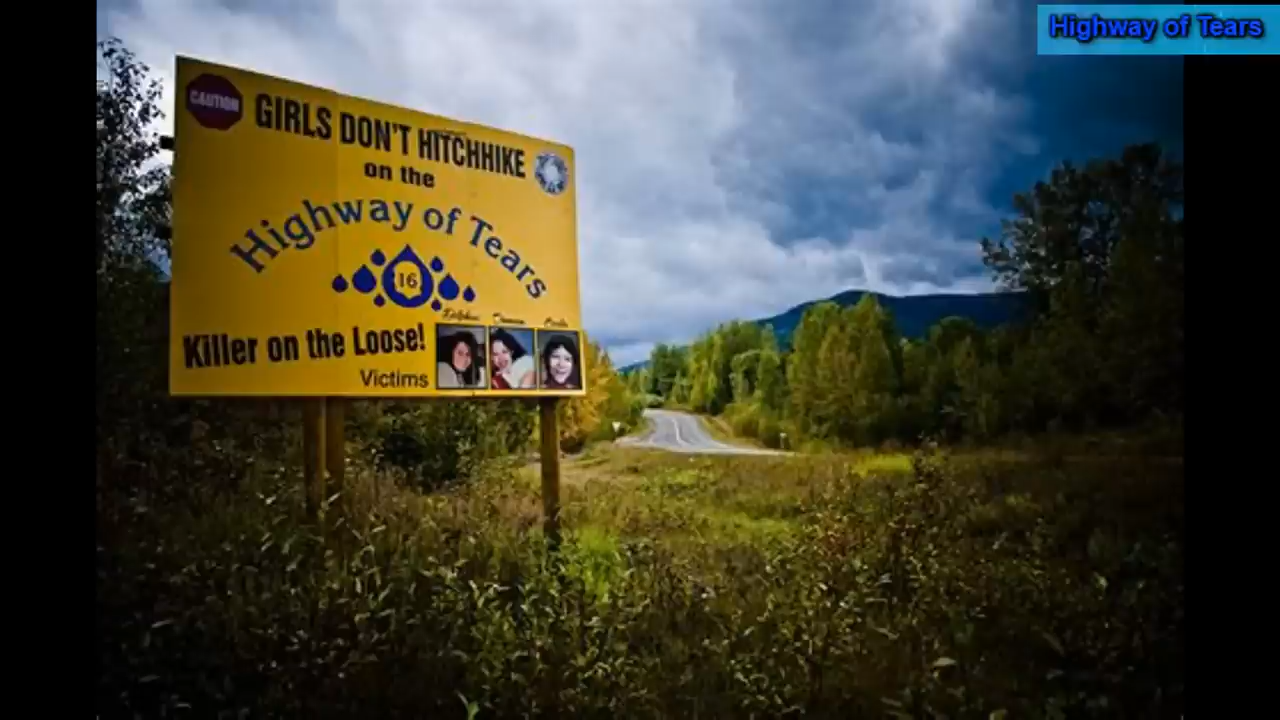 Highway of Tears
CAUTION
GIRLS DON'T HITCHHIKE
on the
Highway of Tears
16
Killer on the Loose!
Victims